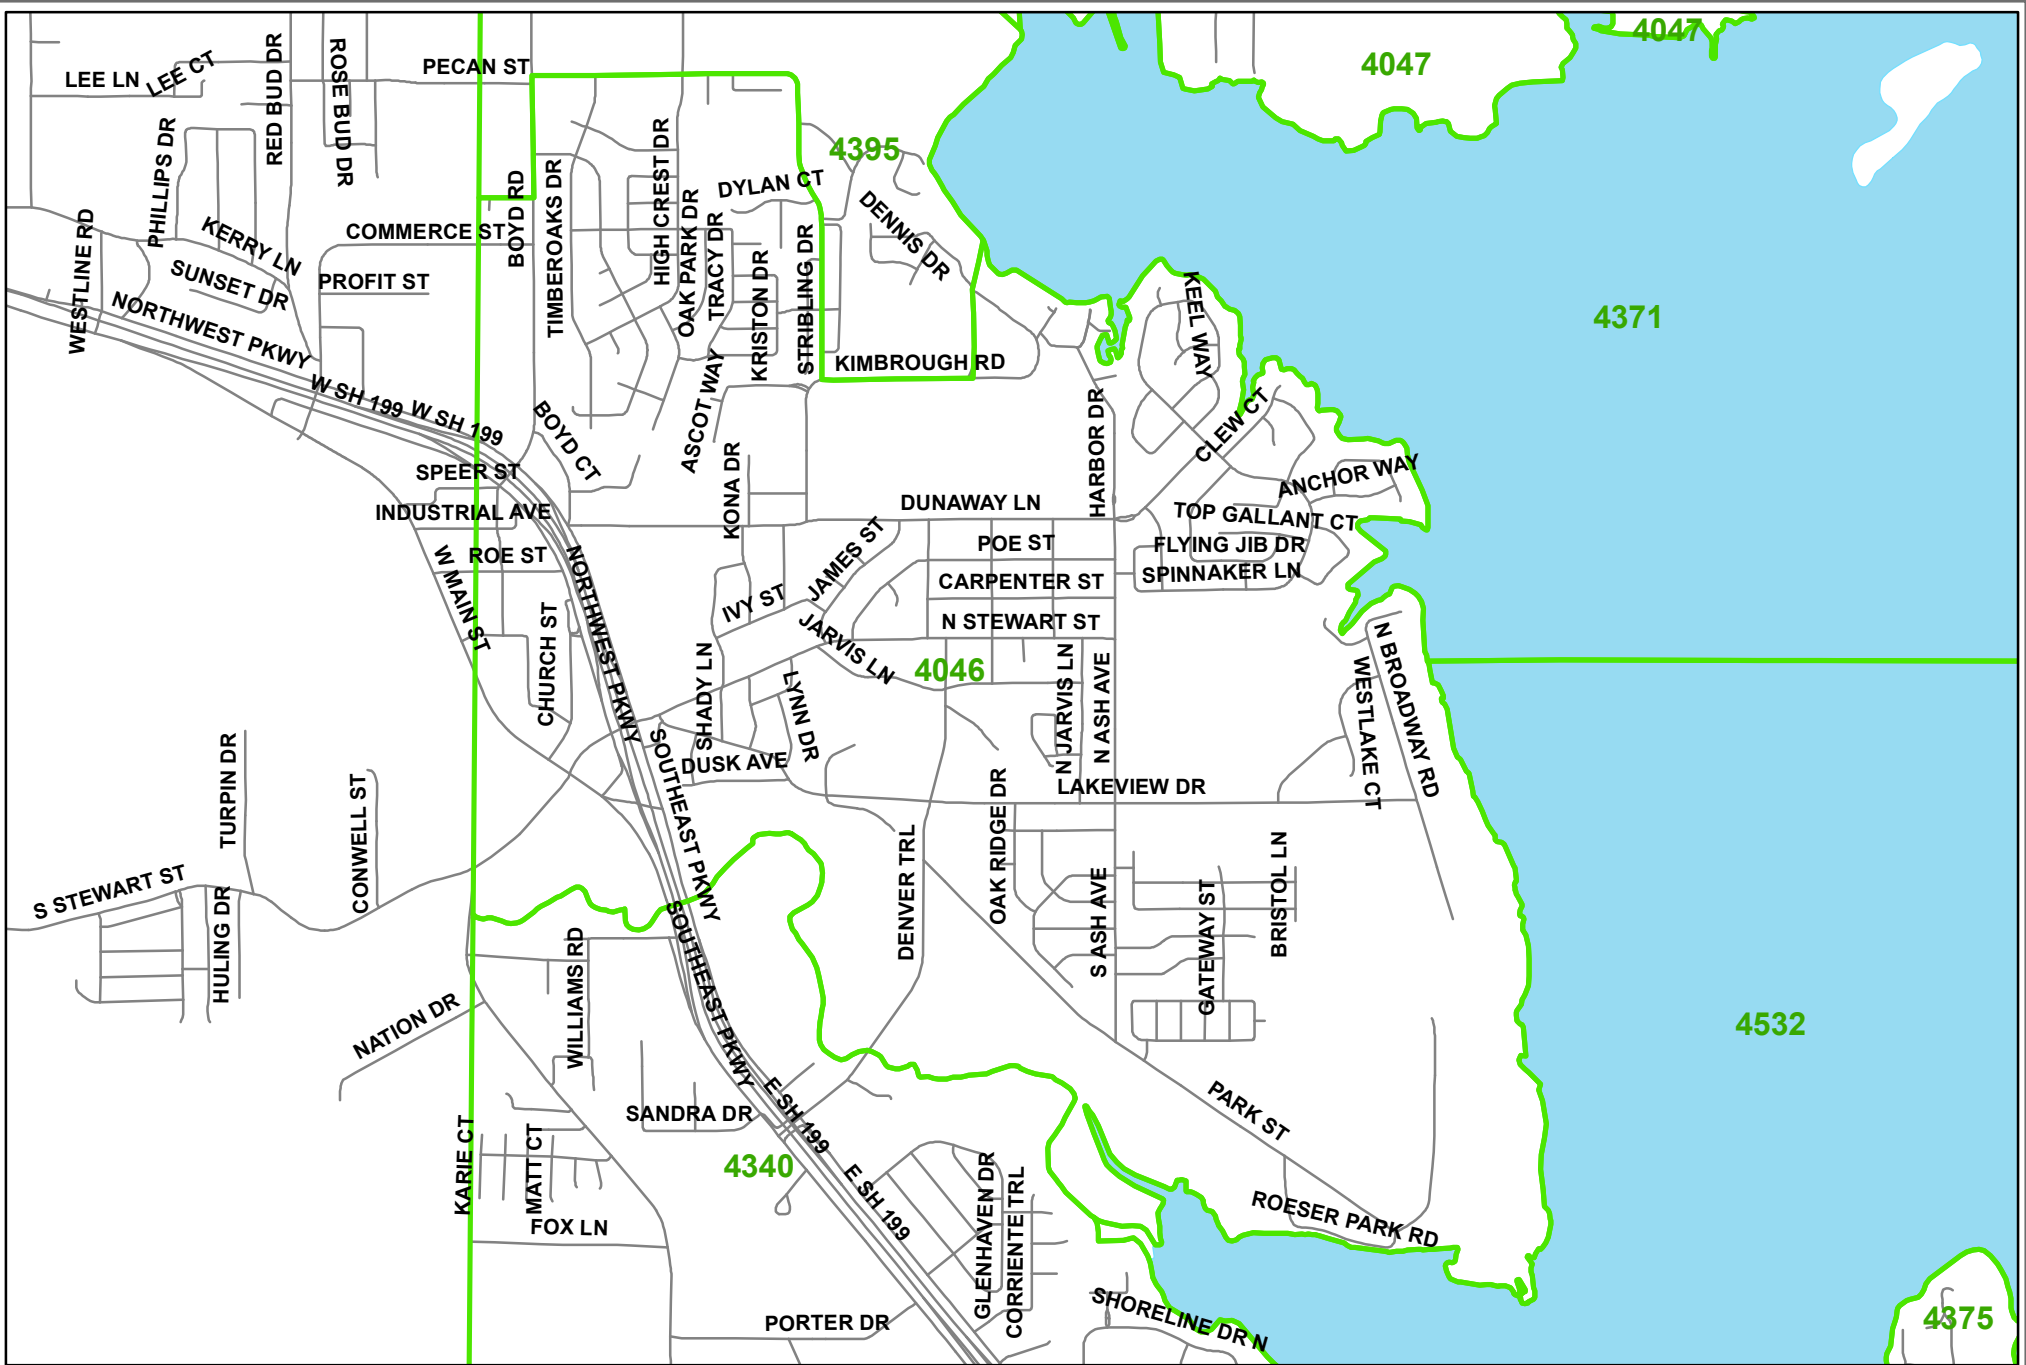 4047
4047
LEE LN
LEE CT
RED BUD DR
ROSE BUD DR
PECAN ST
4395
PHILLIPS DR
HIGH CREST DR
TIMBEROAKS DR
BOYD RD
DYLAN CT
OAK PARK DR
TRACY DR
DENNIS DR
WESTLINE RD
KERRY LN
COMMERCE ST
SUNSET DR
PROFIT ST
KRISTON DR
STRIBLING DR
KEEL WAY
4371
NORTHWEST PKWY
KIMBROUGH RD
W SH 199
W SH 199
ASCOT WAY
BOYD CT
HARBOR DR
CLEW CT
SPEER ST
KONA DR
ANCHOR WAY
INDUSTRIAL AVE
DUNAWAY LN
TOP GALLANT CT
ROE ST
JAMES ST
POE ST
FLYING JIB DR
W MAIN ST
NORTHWEST PKWY
CARPENTER ST
SPINNAKER LN
IVY ST
CHURCH ST
JARVIS LN
N STEWART ST
N BROADWAY RD
SHADY LN
4046
N JARVIS LN
N ASH AVE
WESTLAKE CT
LYNN DR
TURPIN DR
CONWELL ST
SOUTHEAST PKWY
DUSK AVE
LAKEVIEW DR
OAK RIDGE DR
DENVER TRL
BRISTOL LN
S STEWART ST
HULING DR
SOUTHEAST PKWY
S ASH AVE
GATEWAY ST
WILLIAMS RD
NATION DR
4532
SANDRA DR
E SH 199
PARK ST
KARIE CT
MATT CT
4340
E SH 199
GLENHAVEN DR
CORRIENTE TRL
FOX LN
ROESER PARK RD
PORTER DR
SHORELINE DR N
4375